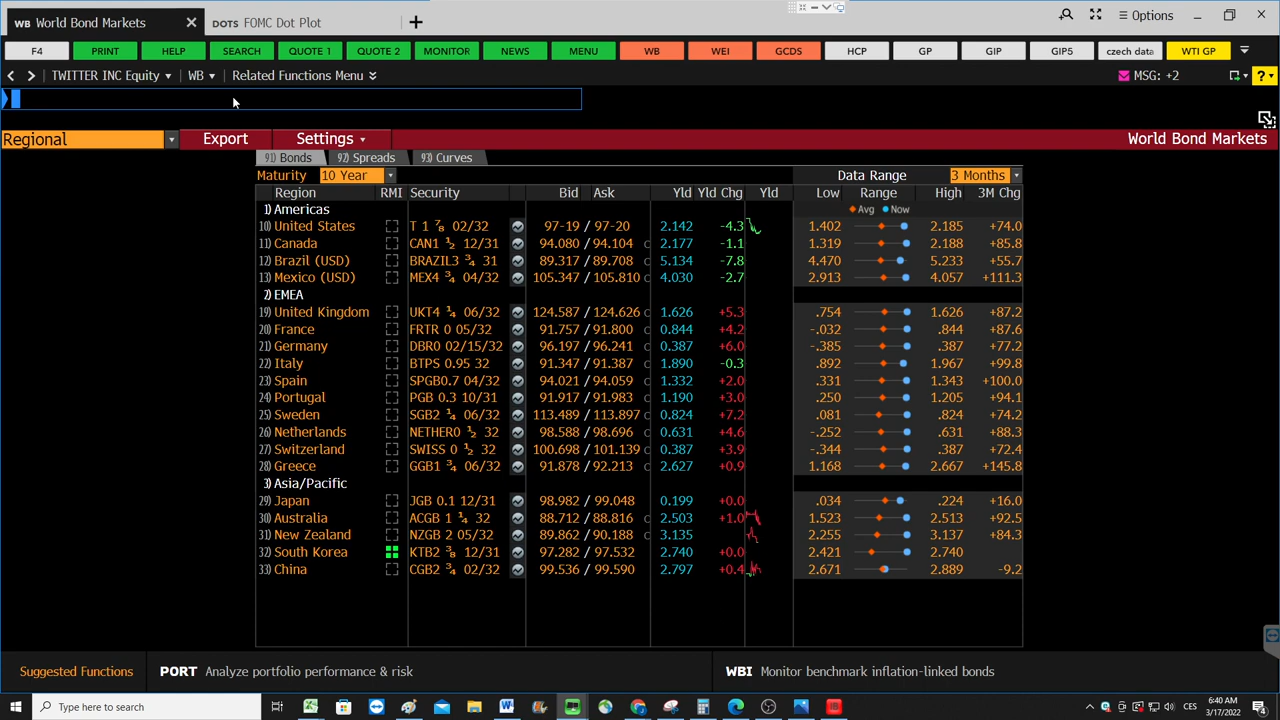 WB World Bond Markets DOTS FOMC Dot Plot Options
F4 PRINT HELP SEARCH QUOTE 1 QUOTE 2 MONITOR NEWS MENU WB WEI GCDS HCP GP GIP GIP5 czech data WTI GP
TWITTER INC Equity WB Related Functions Menu MSG: +2 ?
Regional Export Settings World Bond Markets
91) Bonds 92) Spreads 93) Curves
Maturity 10 Year Data Range 3 Months
Region RMI Security Bid Ask Yld Yld Chg Yld Low Range High 3M Chg
1) Americas Avg Now
10) United States T 1 ⅞ 02/32 97-19 / 97-20 2.142 -4.3 1.402 2.185 +74.0
11) Canada CAN1 ½ 12/31 94.080 / 94.104 C 2.177 -1.1 1.319 2.188 +85.8
12) Brazil (USD) BRAZIL3 ¾ 31 89.317 / 89.708 C 5.134 -7.8 4.470 5.233 +55.7
13) Mexico (USD) MEX4 ¾ 04/32 105.347 / 105.810 C 4.030 -2.7 2.913 4.057 +111.3
2) EMEA
19) United Kingdom UKT4 ¼ 06/32 124.587 / 124.626 C 1.626 +5.3 .754 1.626 +87.2
20) France FRTR 0 05/32 91.757 / 91.800 C 0.844 +4.2 -.032 .844 +87.6
21) Germany DBR0 02/15/32 96.197 / 96.241 C 0.387 +6.0 -.385 .387 +77.2
22) Italy BTPS 0.95 32 91.347 / 91.387 C 1.890 -0.3 .892 1.967 +99.8
23) Spain SPGB0.7 04/32 94.021 / 94.059 C 1.332 +2.0 .331 1.343 +100.0
24) Portugal PGB 0.3 10/31 91.917 / 91.983 C 1.190 +3.0 .250 1.205 +94.1
25) Sweden SGB2 ¼ 06/32 113.489 / 113.897 C 0.824 +7.2 .081 .824 +74.2
26) Netherlands NETHER0 ½ 32 98.588 / 98.696 C 0.631 +4.6 -.252 .631 +88.3
27) Switzerland SWISS 0 ½ 32 100.698 / 101.139 C 0.387 +3.9 -.344 .387 +72.4
28) Greece GGB1 ¾ 06/32 91.878 / 92.213 C 2.627 +0.9 1.168 2.667 +145.8
3) Asia/Pacific
29) Japan JGB 0.1 12/31 98.982 / 99.048 0.199 +0.0 .034 .224 +16.0
30) Australia ACGB 1 ¼ 32 88.712 / 88.816 C 2.503 +1.0 1.523 2.513 +92.5
31) New Zealand NZGB 2 05/32 89.862 / 90.188 C 3.135 2.255 3.137 +84.3
32) South Korea KTB2 ⅜ 12/31 97.282 / 97.532 2.740 +0.0 2.421 2.740
33) China CGB2 ¾ 02/32 99.536 / 99.590 2.797 +0.4 2.671 2.889 -9.2
Suggested Functions PORT Analyze portfolio performance & risk WBI Monitor benchmark inflation-linked bonds
Type here to search CES 6:40 AM
3/17/2022